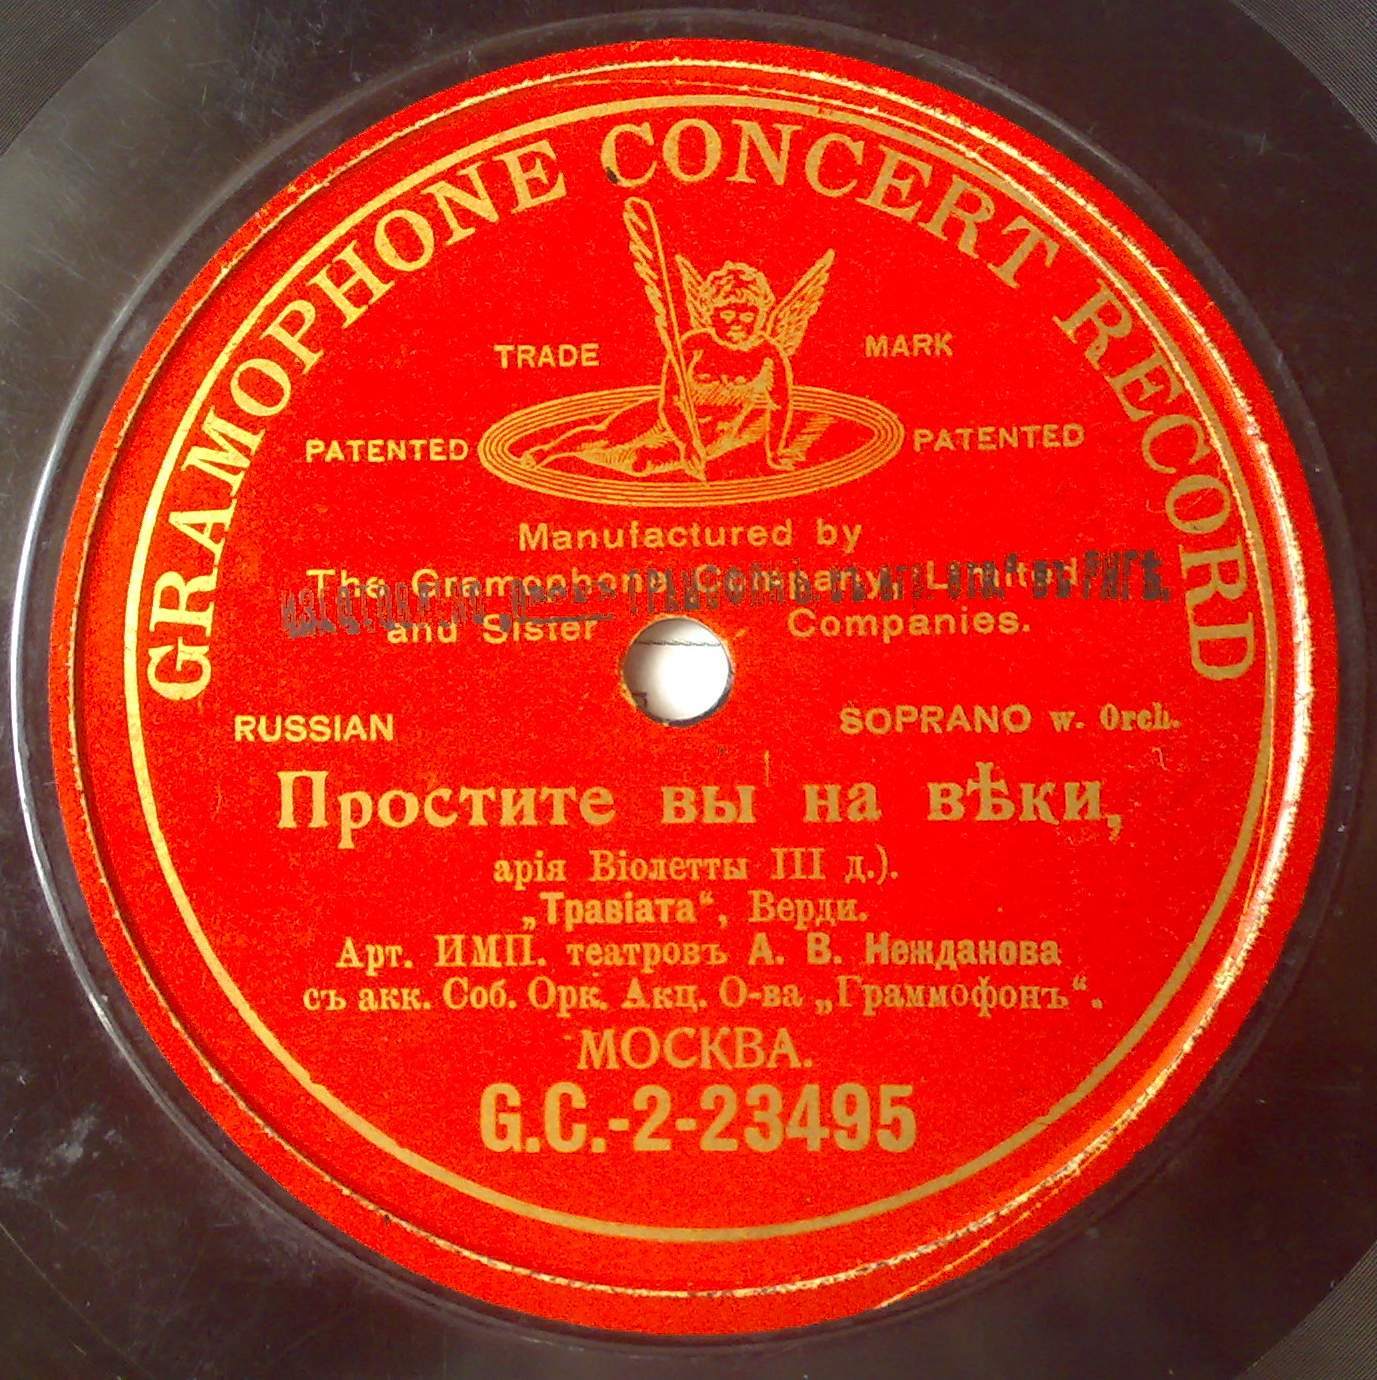 GRAMOPHONE CONCERT RECORD
TRADE MARK
PATENTED PATENTED
Manufactured by
The Gramophone Company, Limited
and Sister Companies.
RUSSIAN SOPRANO w. Orch.
Простите вы на вѣки,
арія Віолетты III д.).
„Травіата“, Верди.
Арт. ИМП. театровъ А. В. Нежданова
съ акк. Соб. Орк. Акц. О-ва „Граммофонъ“.
МОСКВА.
G.C.-2-23495